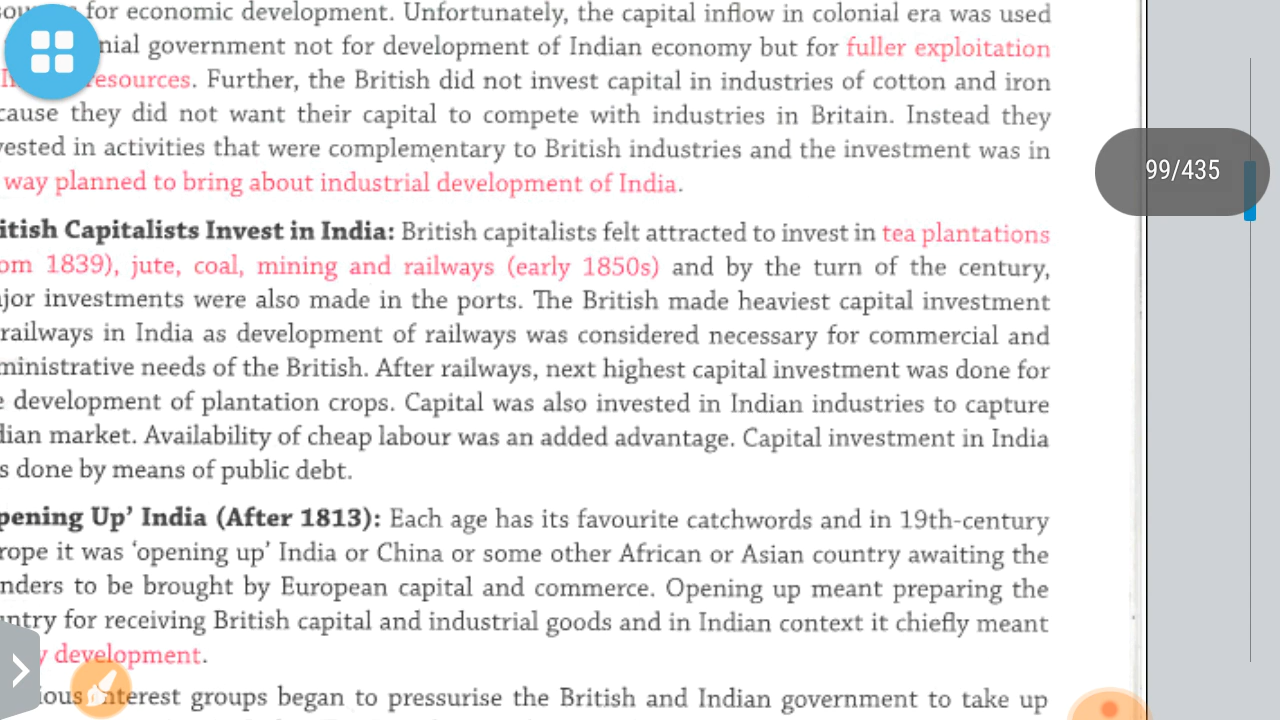 for economic development. Unfortunately, the capital inflow in colonial era was used
nial government not for development of Indian economy but for fuller exploitation
resources. Further, the British did not invest capital in industries of cotton and iron
cause they did not want their capital to compete with industries in Britain. Instead they
vested in activities that were complementary to British industries and the investment was in
way planned to bring about industrial development of India.
itish Capitalists Invest in India: British capitalists felt attracted to invest in tea plantations
om 1839), jute, coal, mining and railways (early 1850s) and by the turn of the century,
jor investments were also made in the ports. The British made heaviest capital investment
railways in India as development of railways was considered necessary for commercial and
ministrative needs of the British. After railways, next highest capital investment was done for
e development of plantation crops. Capital was also invested in Indian industries to capture
dian market. Availability of cheap labour was an added advantage. Capital investment in India
s done by means of public debt.
pening Up’ India (After 1813): Each age has its favourite catchwords and in 19th-century
rope it was ‘opening up’ India or China or some other African or Asian country awaiting the
nders to be brought by European capital and commerce. Opening up meant preparing the
ntry for receiving British capital and industrial goods and in Indian context it chiefly meant
y development.
ious interest groups began to pressurise the British and Indian government to take up
99/435